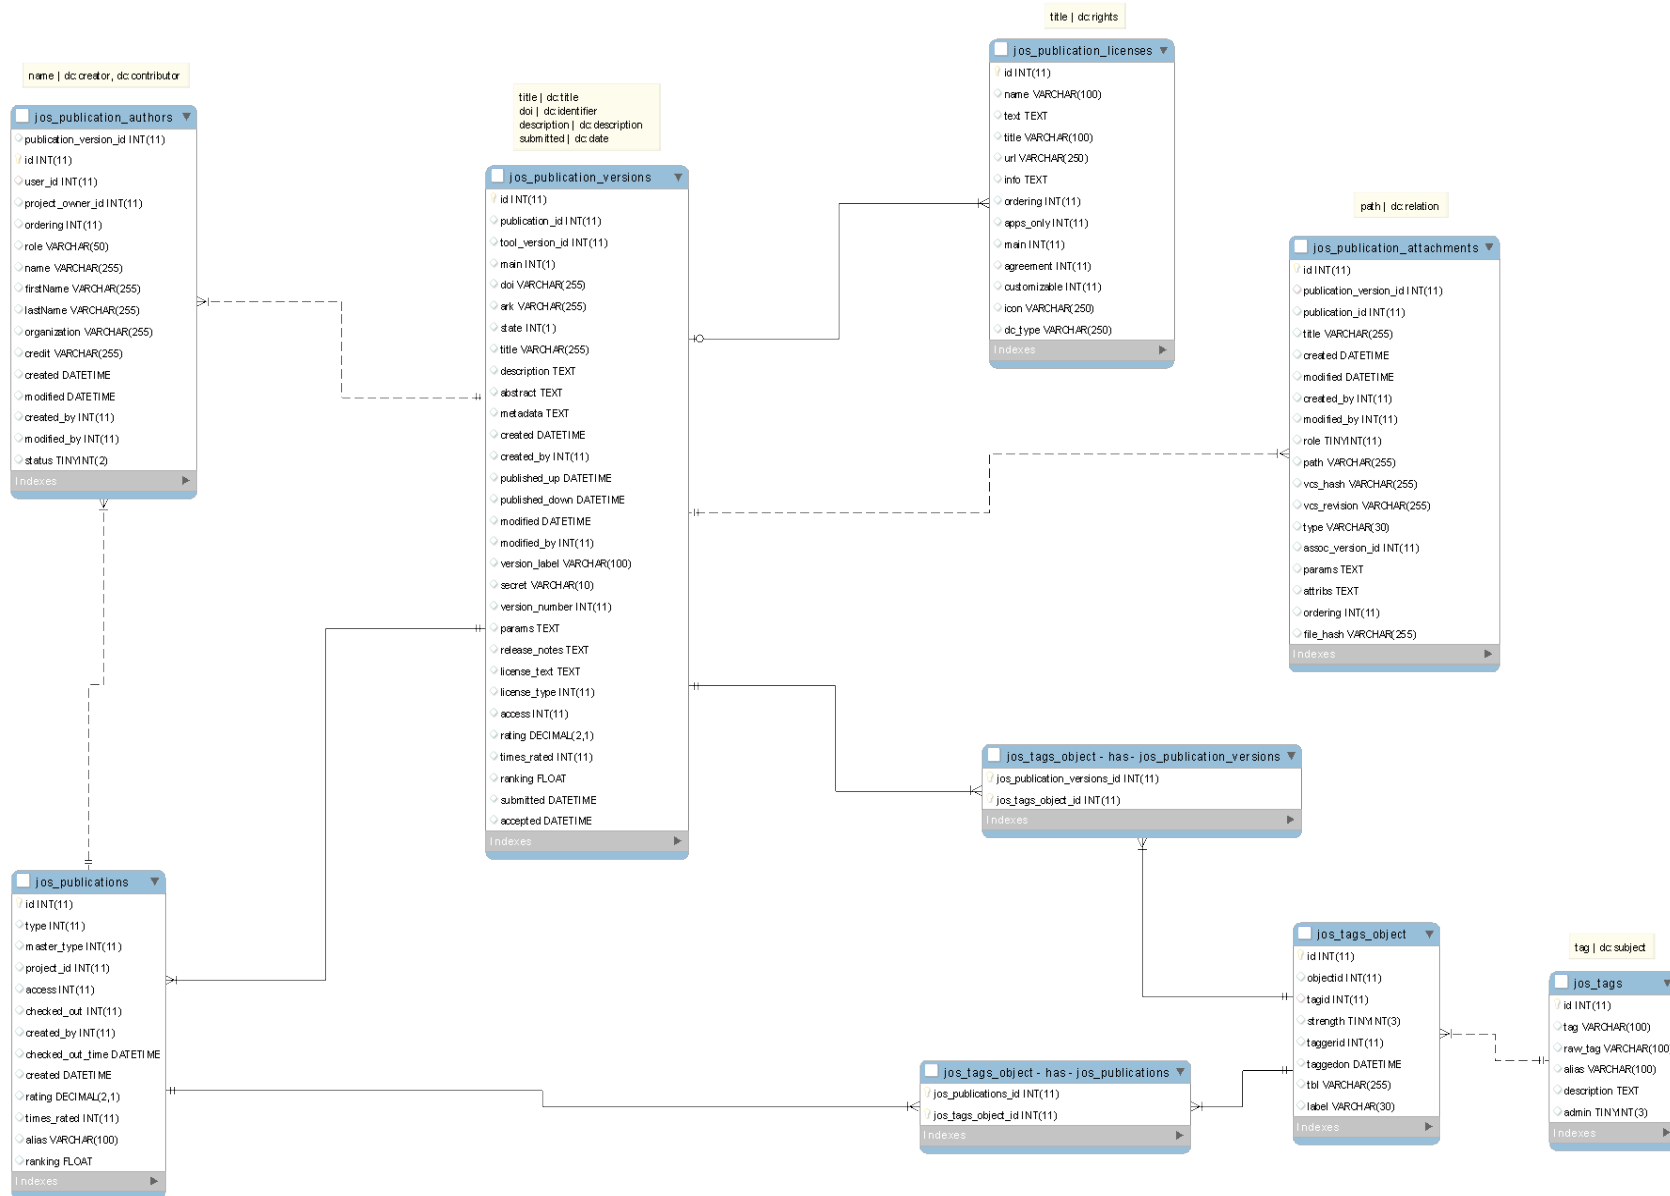 title | dc:rights
jos_publication_licenses
id INT(11)
name VARCHAR(100)
text TEXT
title VARCHAR(100)
url VARCHAR(250)
info TEXT
ordering INT(11)
apps_only INT(11)
main INT(11)
agreement INT(11)
customizable INT(11)
icon VARCHAR(250)
dc_type VARCHAR(250)
Indexes
name | dc:creator, dc:contributor
jos_publication_authors
publication_version_id INT(11)
id INT(11)
user_id INT(11)
project_owner_id INT(11)
ordering INT(11)
role VARCHAR(50)
name VARCHAR(255)
firstName VARCHAR(255)
lastName VARCHAR(255)
organization VARCHAR(255)
credit VARCHAR(255)
created DATETIME
modified DATETIME
created_by INT(11)
modified_by INT(11)
status TINYINT(2)
Indexes
title | dc:title
doi | dc:identifier
description | dc:description
submitted | dc:date
jos_publication_versions
id INT(11)
publication_id INT(11)
tool_version_id INT(11)
main INT(1)
doi VARCHAR(255)
ark VARCHAR(255)
state INT(1)
title VARCHAR(255)
description TEXT
abstract TEXT
metadata TEXT
created DATETIME
created_by INT(11)
published_up DATETIME
published_down DATETIME
modified DATETIME
modified_by INT(11)
version_label VARCHAR(100)
secret VARCHAR(10)
version_number INT(11)
params TEXT
release_notes TEXT
license_text TEXT
license_type INT(11)
access INT(11)
rating DECIMAL(2,1)
times_rated INT(11)
ranking FLOAT
submitted DATETIME
accepted DATETIME
Indexes
path | dc:relation
jos_publication_attachments
id INT(11)
publication_version_id INT(11)
publication_id INT(11)
title VARCHAR(255)
created DATETIME
modified DATETIME
created_by INT(11)
modified_by INT(11)
role TINYINT(11)
path VARCHAR(255)
vcs_hash VARCHAR(255)
vcs_revision VARCHAR(255)
type VARCHAR(30)
assoc_version_id INT(11)
params TEXT
attribs TEXT
ordering INT(11)
file_hash VARCHAR(255)
Indexes
jos_tags_object - has - jos_publication_versions
jos_publication_versions_id INT(11)
jos_tags_object_id INT(11)
Indexes
jos_publications
id INT(11)
type INT(11)
master_type INT(11)
project_id INT(11)
access INT(11)
checked_out INT(11)
created_by INT(11)
checked_out_time DATETIME
created DATETIME
rating DECIMAL(2,1)
times_rated INT(11)
alias VARCHAR(100)
ranking FLOAT
Indexes
jos_tags_object - has - jos_publications
jos_publications_id INT(11)
jos_tags_object_id INT(11)
Indexes
jos_tags_object
id INT(11)
objectid INT(11)
tagid INT(11)
strength TINYINT(3)
taggerid INT(11)
taggedon DATETIME
tbl VARCHAR(255)
label VARCHAR(30)
Indexes
tag | dc:subject
jos_tags
id INT(11)
tag VARCHAR(100)
raw_tag VARCHAR(100)
alias VARCHAR(100)
description TEXT
admin TINYINT(3)
Indexes